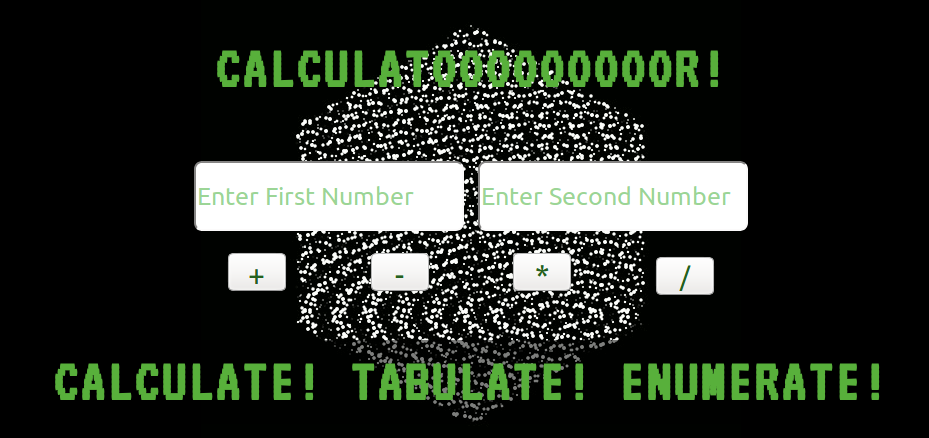 CALCULATOOOOOOOOOR!
Enter First Number Enter Second Number
+ - * /
CALCULATE! TABULATE! ENUMERATE!